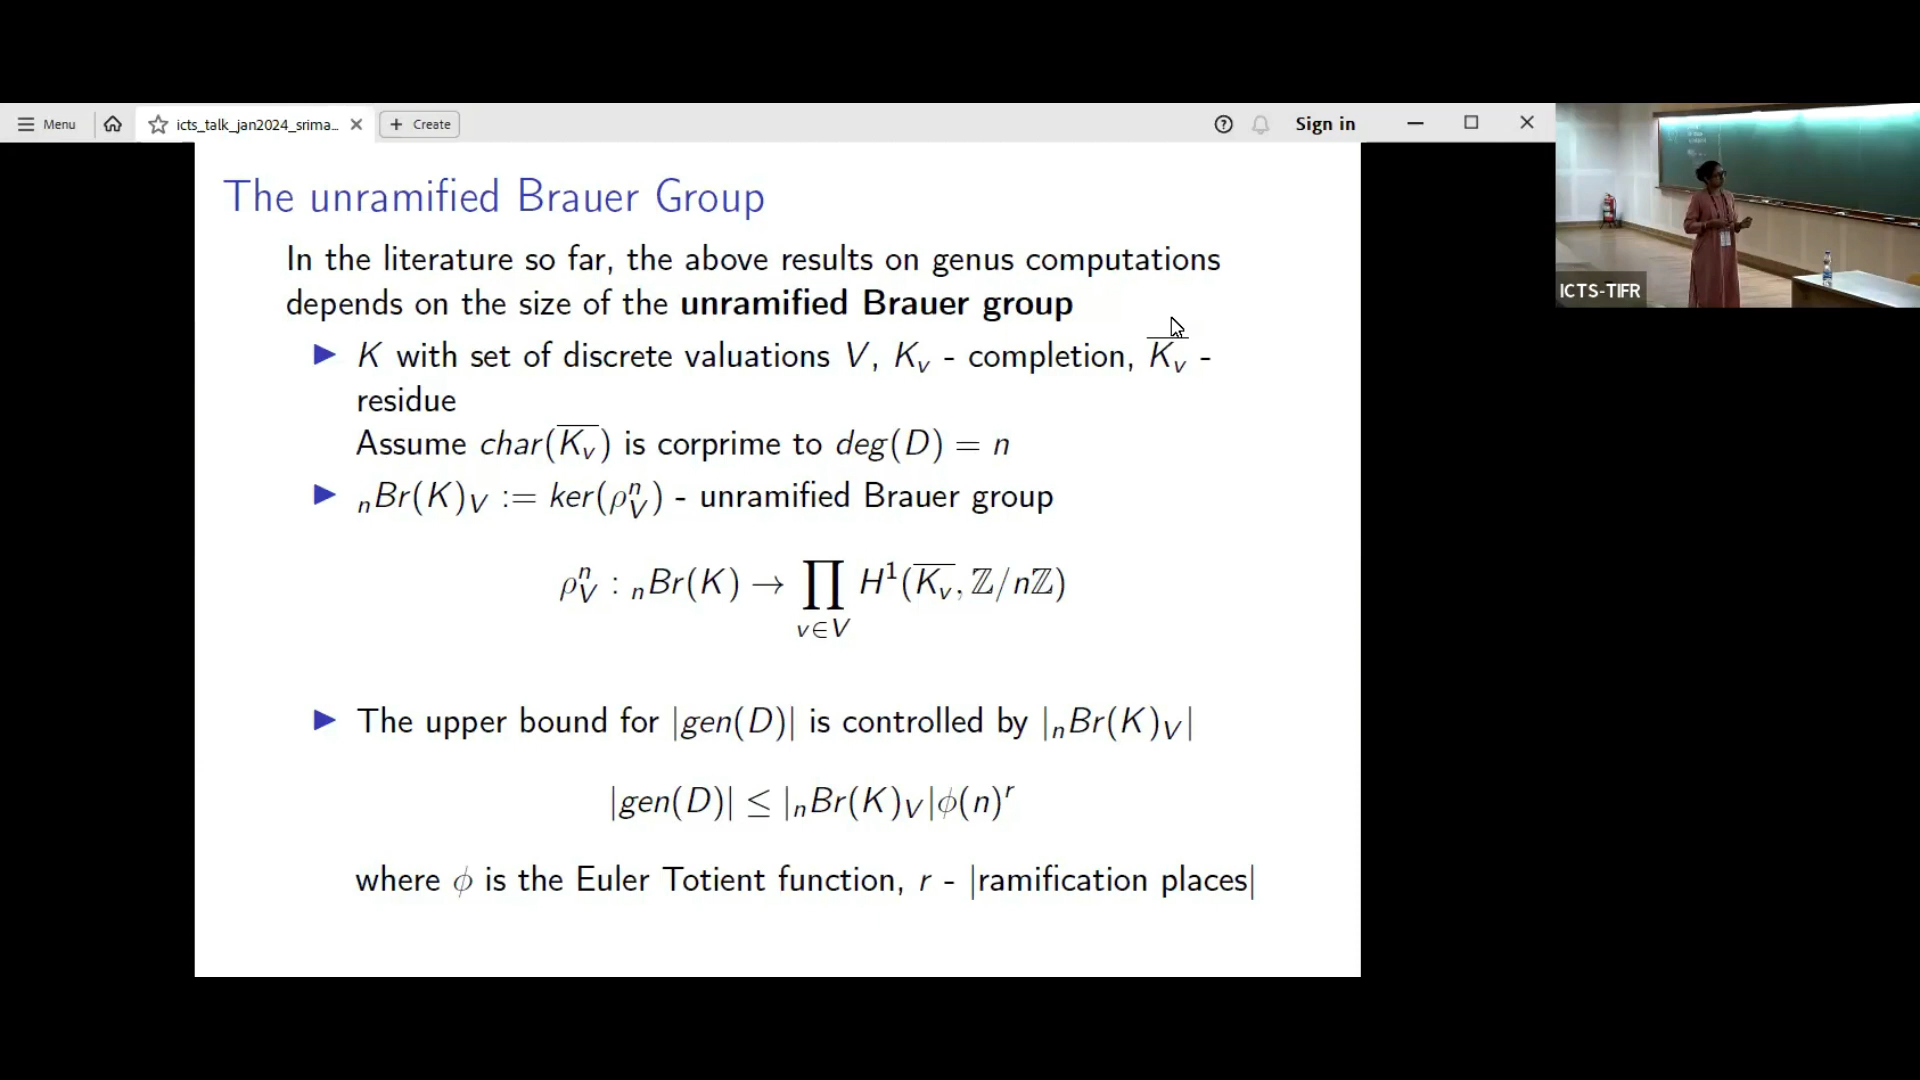 Menu
icts_talk_jan2024_srima...
Create
Sign in
ICTS-TIFR
The unramified Brauer Group
In the literature so far, the above results on genus computations
depends on the size of the unramified Brauer group
▶ K with set of discrete valuations V, K_v - completion, \overline{K_v} -
residue
Assume char(\overline{K_v}) is corprime to deg(D) = n
▶ _nBr(K)_V := ker(ρ_V^n) - unramified Brauer group
ρ_V^n : _nBr(K) → ∏_{v∈V} H^1(\overline{K_v}, ℤ/nℤ)
▶ The upper bound for |gen(D)| is controlled by |_nBr(K)_V|
|gen(D)| ≤ |_nBr(K)_V|ϕ(n)^r
where ϕ is the Euler Totient function, r - |ramification places|